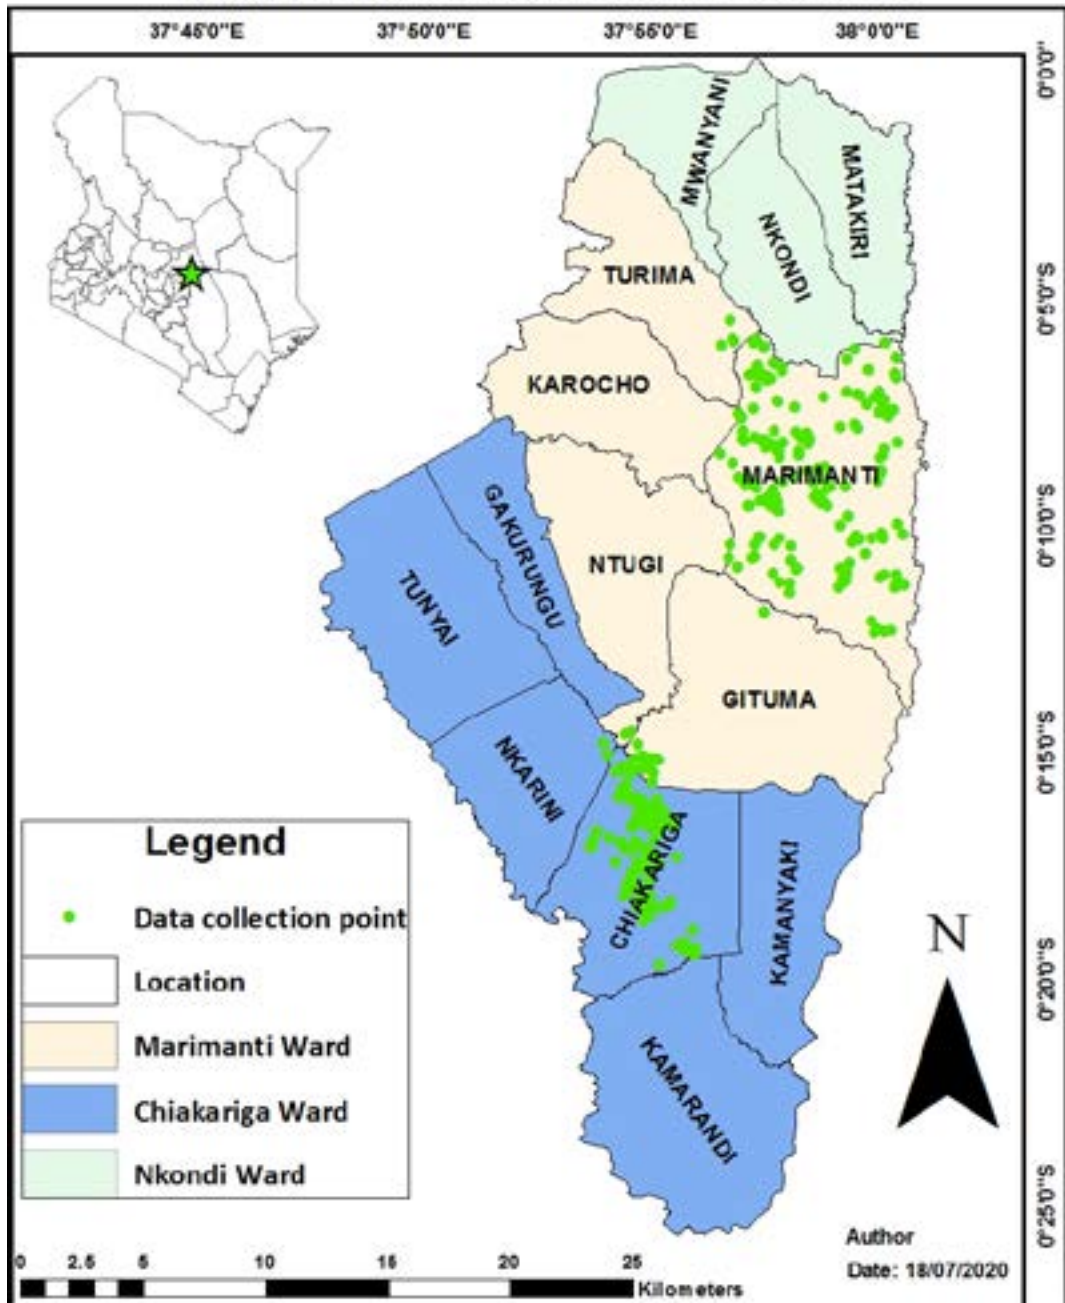 37°45'0"E 37°50'0"E 37°55'0"E 38°0'0"E
0°0'0"
0°5'0"S
0°10'0"S
0°15'0"S
0°20'0"S
0°25'0"S
MWANYANI
MATAKIRI
NKONDI
TURIMA
KAROCHO
MARIMANTI
GAKURUNGU
NTUGI
TUNYAI
GITUMA
NKARINI
CHIAKARIGA
KAMANYAKI
KAMARANDI
Legend
Data collection point
Location
Marimanti Ward
Chiakariga Ward
Nkondi Ward
N
Author
Date: 18/07/2020
0 2.5 5 10 15 20 25
Kilometers